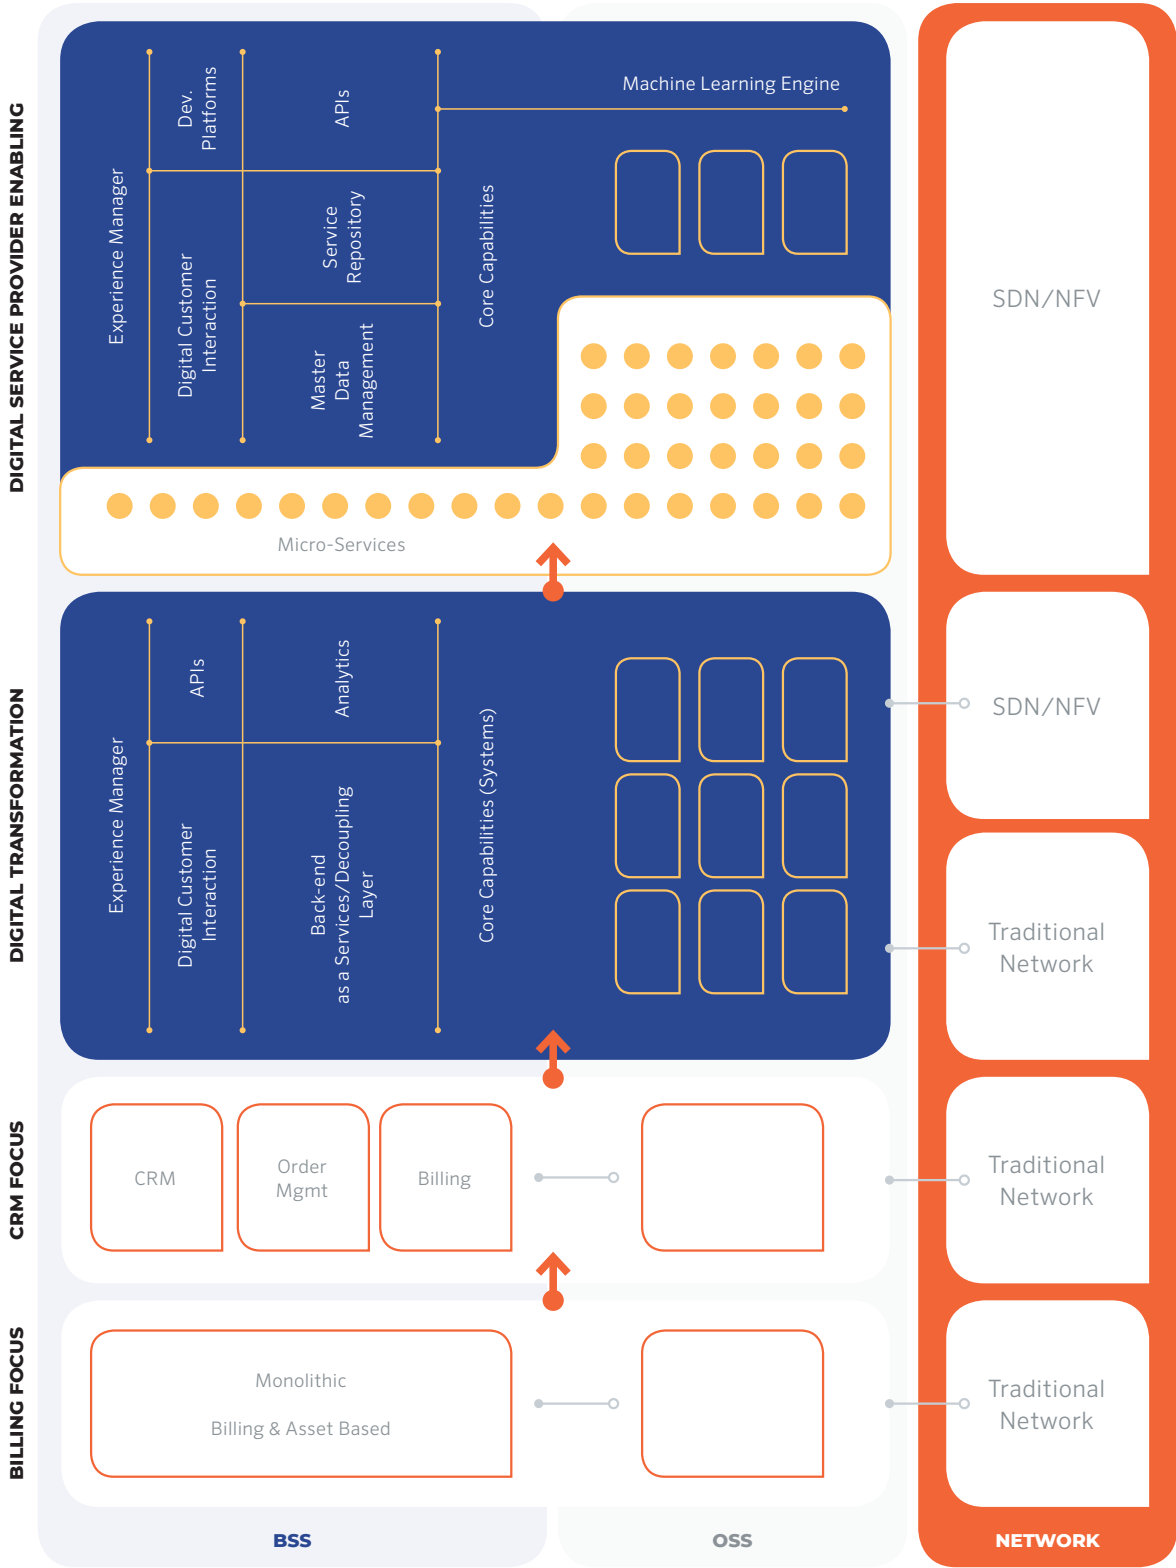 DIGITAL SERVICE PROVIDER ENABLING
Experience Manager
Dev.
Platforms
Digital Customer
Interaction
APIs
Service
Repository
Master
Data
Management
Core Capabilities
Machine Learning Engine
Micro-Services
SDN/NFV
DIGITAL TRANSFORMATION
Experience Manager
APIs
Digital Customer
Interaction
Analytics
Back-end
as a Services/Decoupling
Layer
Core Capabilities (Systems)
SDN/NFV
Traditional
Network
CRM FOCUS
CRM
Order
Mgmt
Billing
Traditional
Network
BILLING FOCUS
Monolithic
Billing & Asset Based
Traditional
Network
BSS
OSS
NETWORK